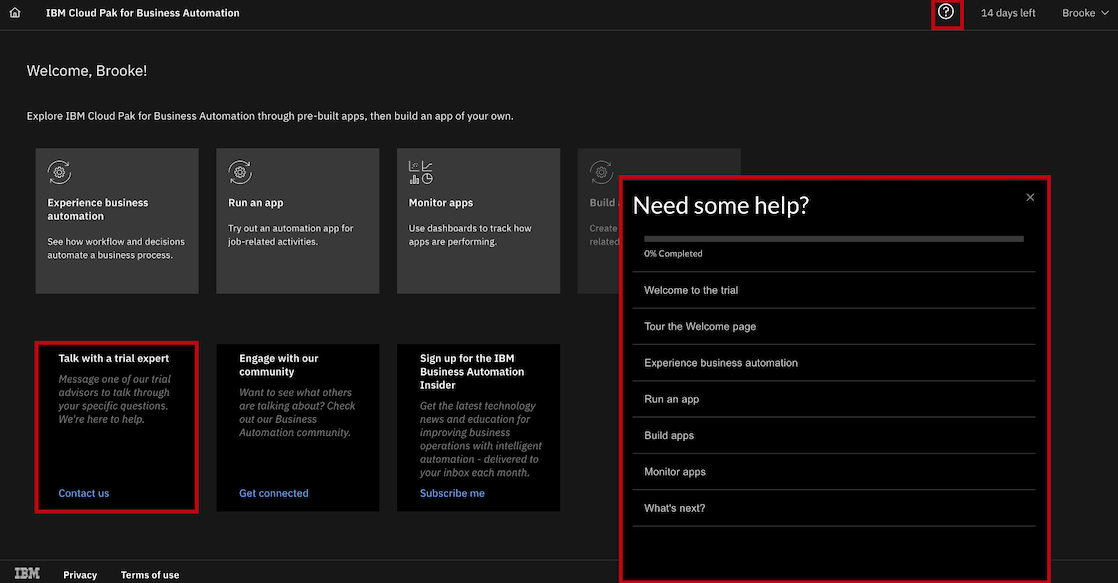 IBM Cloud Pak for Business Automation
14 days left
Brooke
Welcome, Brooke!
Explore IBM Cloud Pak for Business Automation through pre-built apps, then build an app of your own.
Experience business
automation
See how workflow and decisions
automate a business process.
Run an app
Try out an automation app for
job-related activities.
Monitor apps
Use dashboards to track how
apps are performing.
Build
Create
related
Need some help?
0% Completed
Welcome to the trial
Tour the Welcome page
Experience business automation
Run an app
Build apps
Monitor apps
What's next?
Talk with a trial expert
Message one of our trial
advisors to talk through
your specific questions.
We're here to help.
Contact us
Engage with our
community
Want to see what others
are talking about? Check
out our Business
Automation community.
Get connected
Sign up for the IBM
Business Automation
Insider
Get the latest technology
news and education for
improving business
operations with intelligent
automation - delivered to
your inbox each month.
Subscribe me
IBM
Privacy
Terms of use